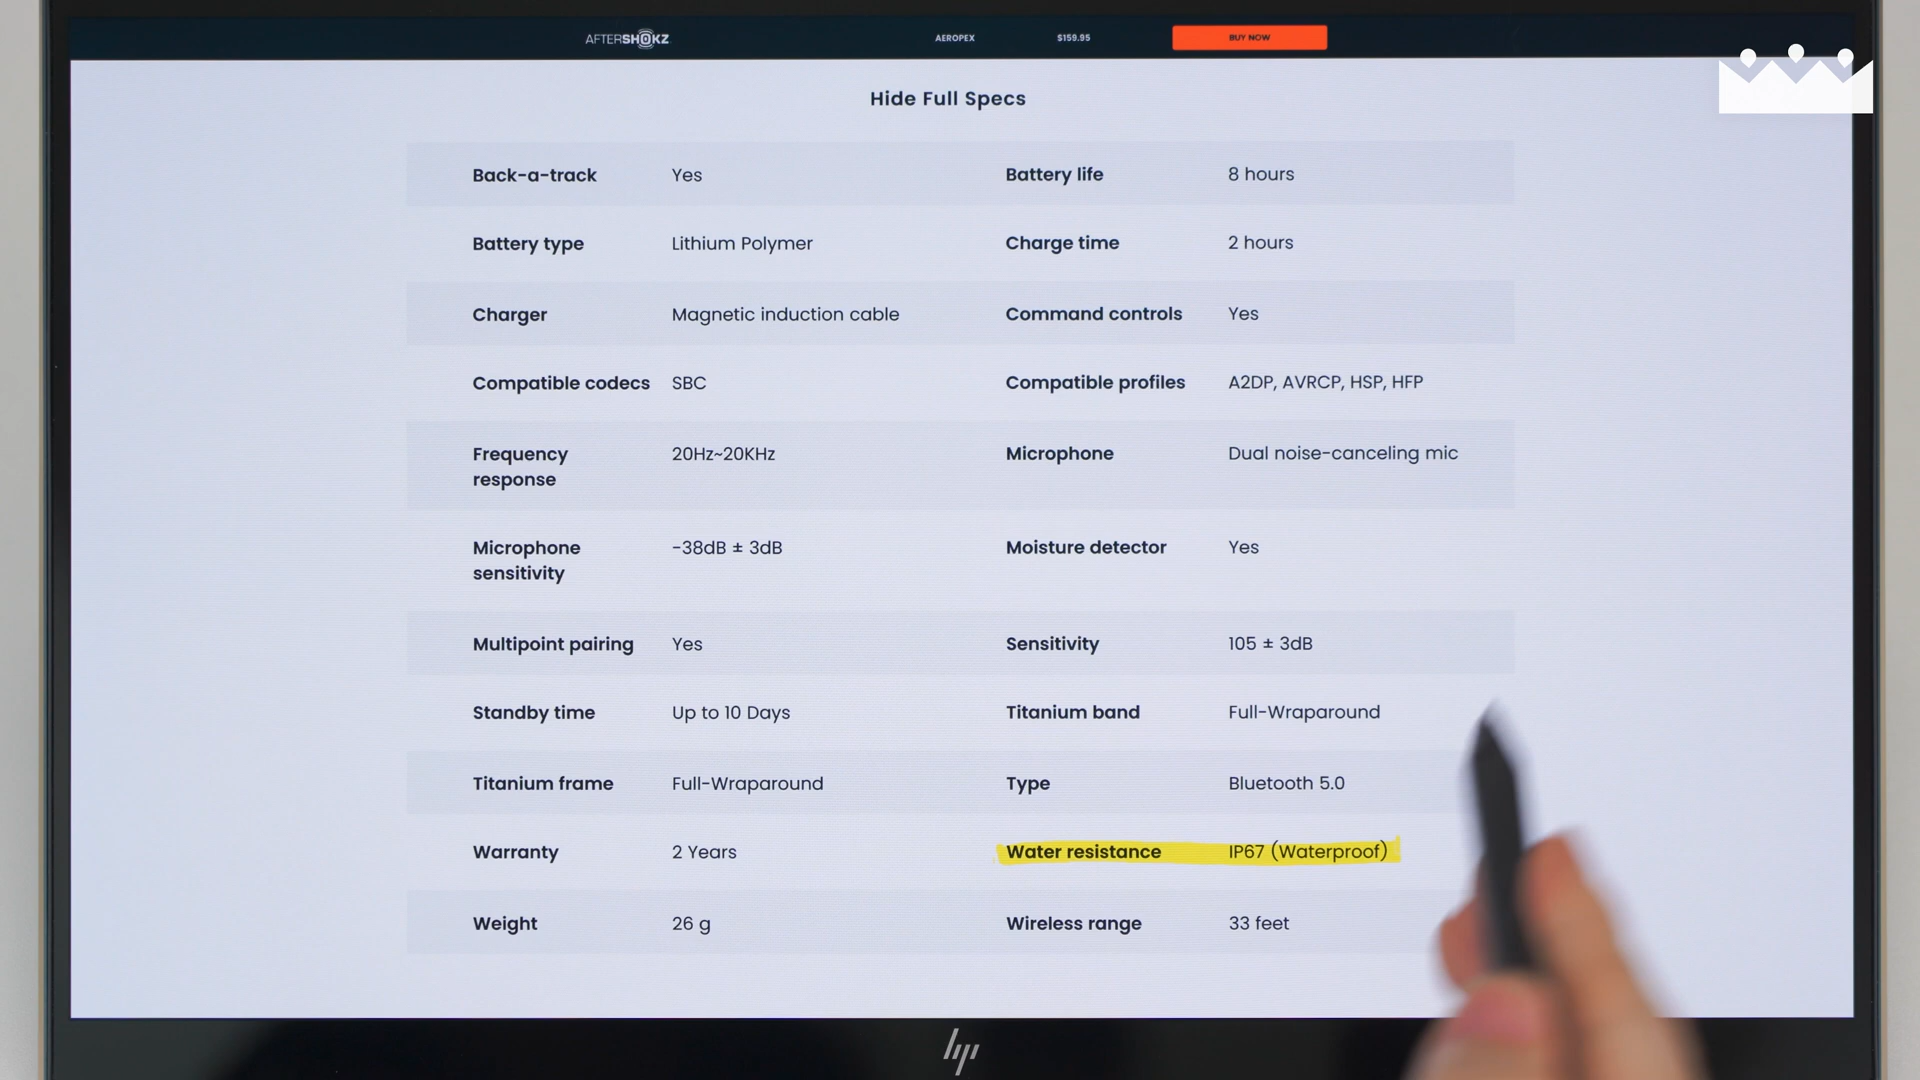 AFTERSHOKZ AEROPEX $159.95 BUY NOW
Hide Full Specs
Back-a-track Yes Battery life 8 hours
Battery type Lithium Polymer Charge time 2 hours
Charger Magnetic induction cable Command controls Yes
Compatible codecs SBC Compatible profiles A2DP, AVRCP, HSP, HFP
Frequency response 20Hz~20KHz Microphone Dual noise-canceling mic
Microphone sensitivity -38dB ± 3dB Moisture detector Yes
Multipoint pairing Yes Sensitivity 105 ± 3dB
Standby time Up to 10 Days Titanium band Full-Wraparound
Titanium frame Full-Wraparound Type Bluetooth 5.0
Warranty 2 Years Water resistance IP67 (Waterproof)
Weight 26 g Wireless range 33 feet
hp